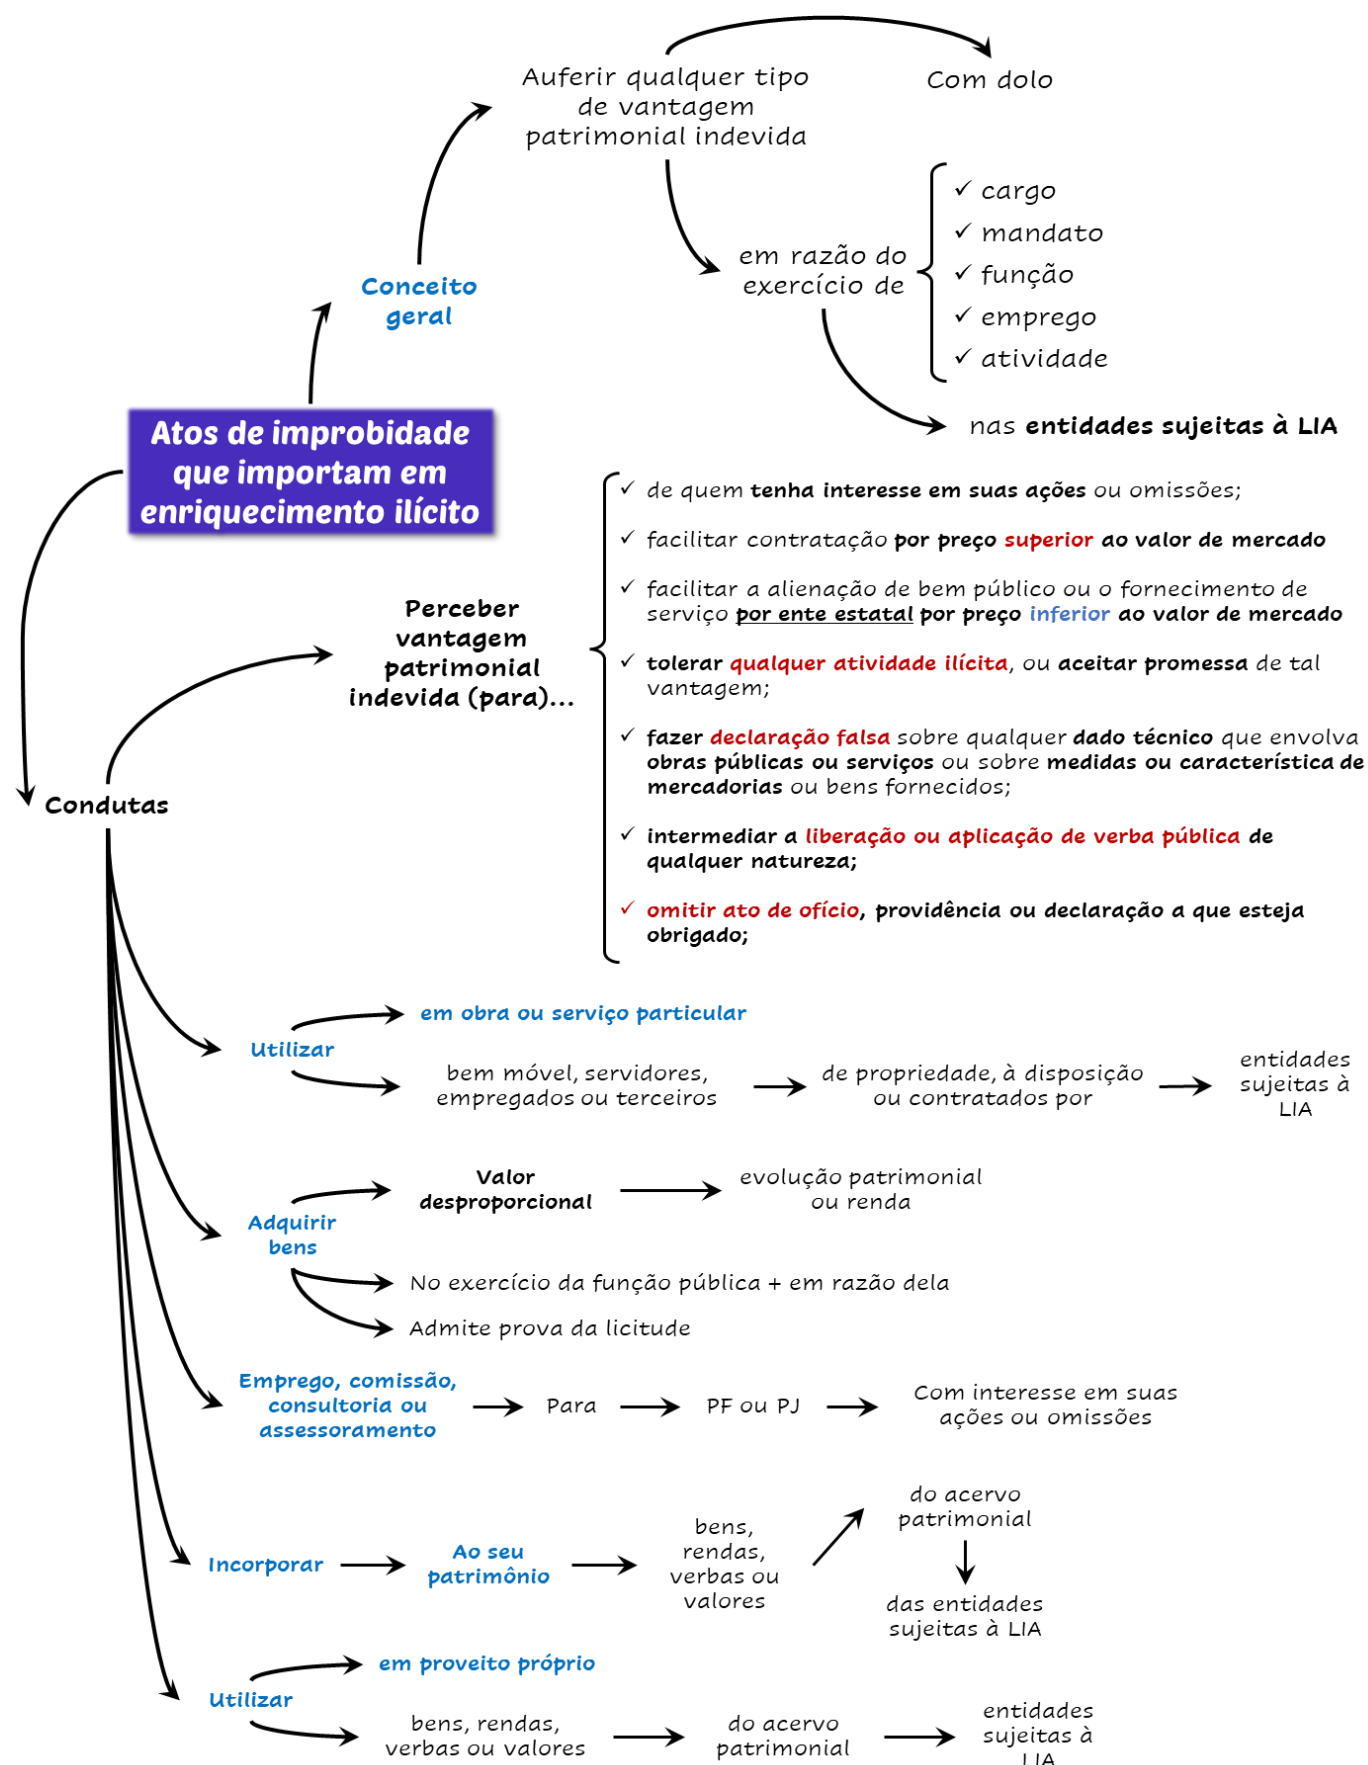 Auferir qualquer tipo
de vantagem
patrimonial indevida
Com dolo
em razão do
exercício de
✓ cargo
✓ mandato
✓ função
✓ emprego
✓ atividade
nas entidades sujeitas à LIA
Conceito
geral
Atos de improbidade
que importam em
enriquecimento ilícito
Condutas
Perceber
vantagem
patrimonial
indevida (para)...
✓ de quem tenha interesse em suas ações ou omissões;
✓ facilitar contratação por preço superior ao valor de mercado
✓ facilitar a alienação de bem público ou o fornecimento de
serviço por ente estatal por preço inferior ao valor de mercado
✓ tolerar qualquer atividade ilícita, ou aceitar promessa de tal
vantagem;
✓ fazer declaração falsa sobre qualquer dado técnico que envolva
obras públicas ou serviços ou sobre medidas ou característica de
mercadorias ou bens fornecidos;
✓ intermediar a liberação ou aplicação de verba pública de
qualquer natureza;
✓ omitir ato de ofício, providência ou declaração a que esteja
obrigado;
Utilizar
em obra ou serviço particular
bem móvel, servidores,
empregados ou terceiros
de propriedade, à disposição
ou contratados por
entidades
sujeitas à
LIA
Adquirir
bens
Valor
desproporcional
evolução patrimonial
ou renda
No exercício da função pública + em razão dela
Admite prova da licitude
Emprego, comissão,
consultoria ou
assessoramento
Para
PF ou PJ
Com interesse em suas
ações ou omissões
Incorporar
Ao seu
patrimônio
bens,
rendas,
verbas ou
valores
do acervo
patrimonial
das entidades
sujeitas à LIA
Utilizar
em proveito próprio
bens, rendas,
verbas ou valores
do acervo
patrimonial
entidades
sujeitas à
LIA